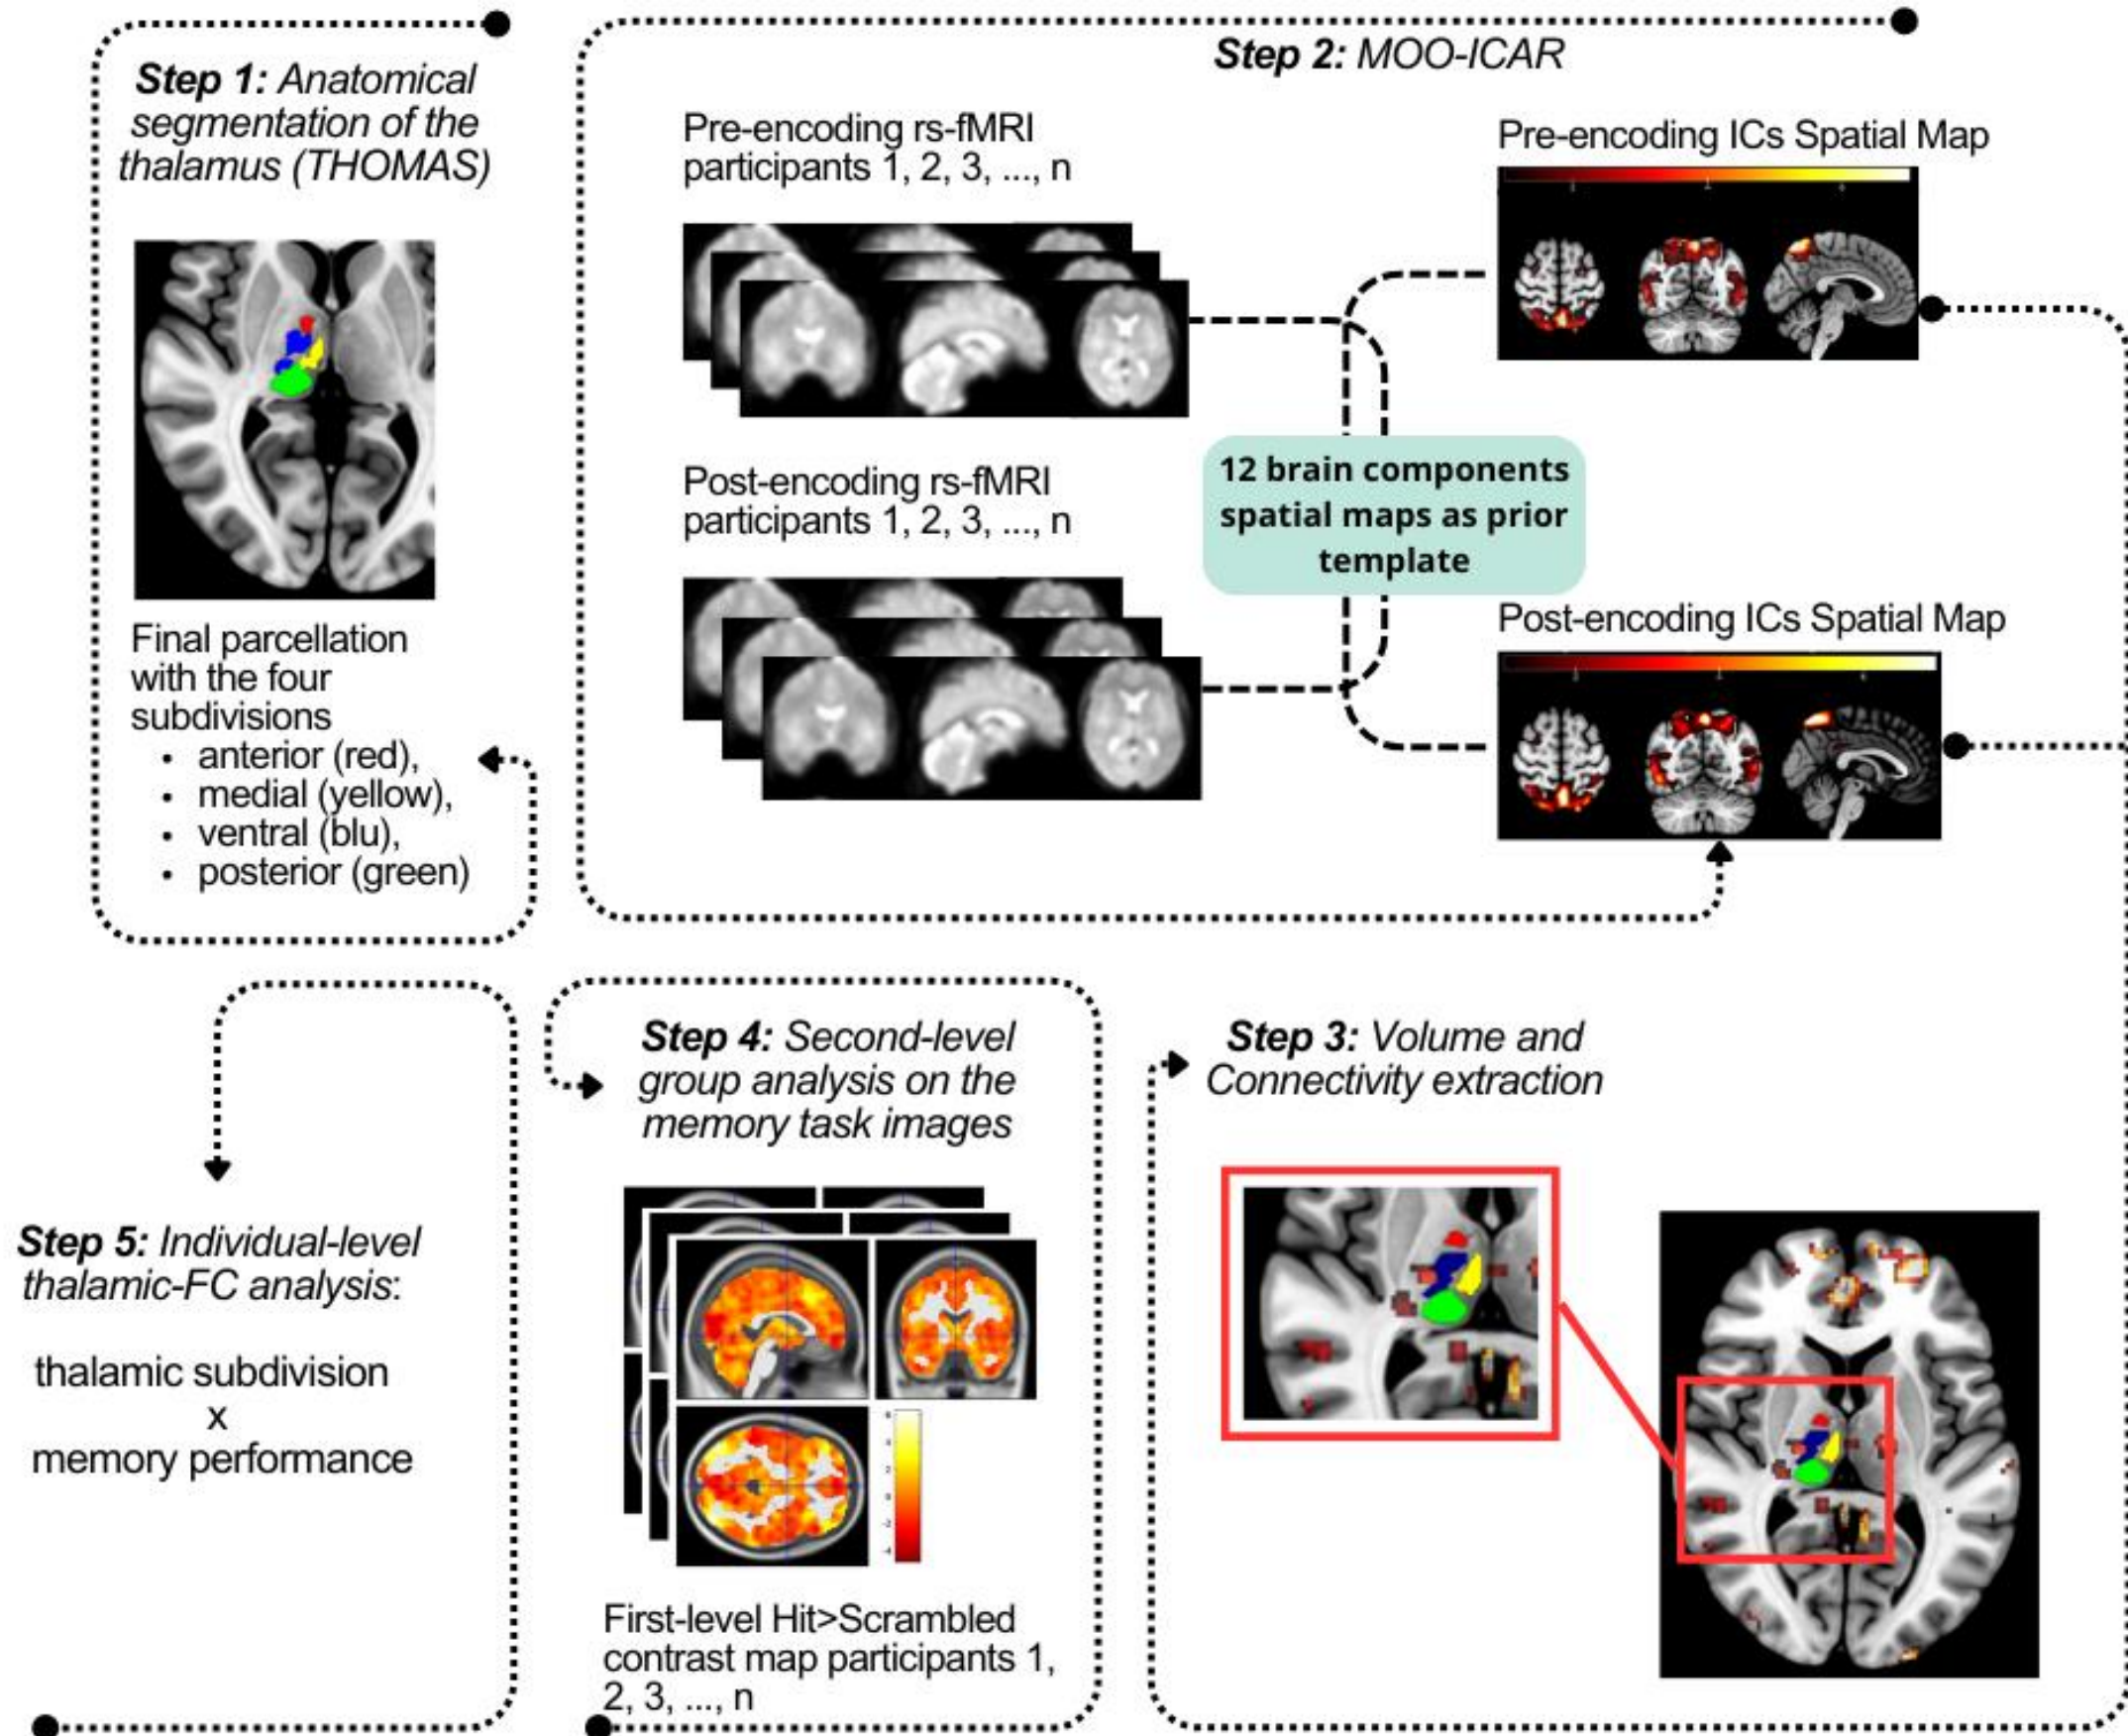 Step 1: Anatomical
segmentation of the
thalamus (THOMAS)
Final parcellation
with the four
subdivisions
• anterior (red),
• medial (yellow),
• ventral (blu),
• posterior (green)
Step 2: MOO-ICAR
Pre-encoding rs-fMRI
participants 1, 2, 3, ..., n
Pre-encoding ICs Spatial Map
12 brain components
spatial maps as prior
template
Post-encoding rs-fMRI
participants 1, 2, 3, ..., n
Post-encoding ICs Spatial Map
Step 3: Volume and
Connectivity extraction
Step 4: Second-level
group analysis on the
memory task images
First-level Hit>Scrambled
contrast map participants 1,
2, 3, ..., n
Step 5: Individual-level
thalamic-FC analysis:
thalamic subdivision
x
memory performance